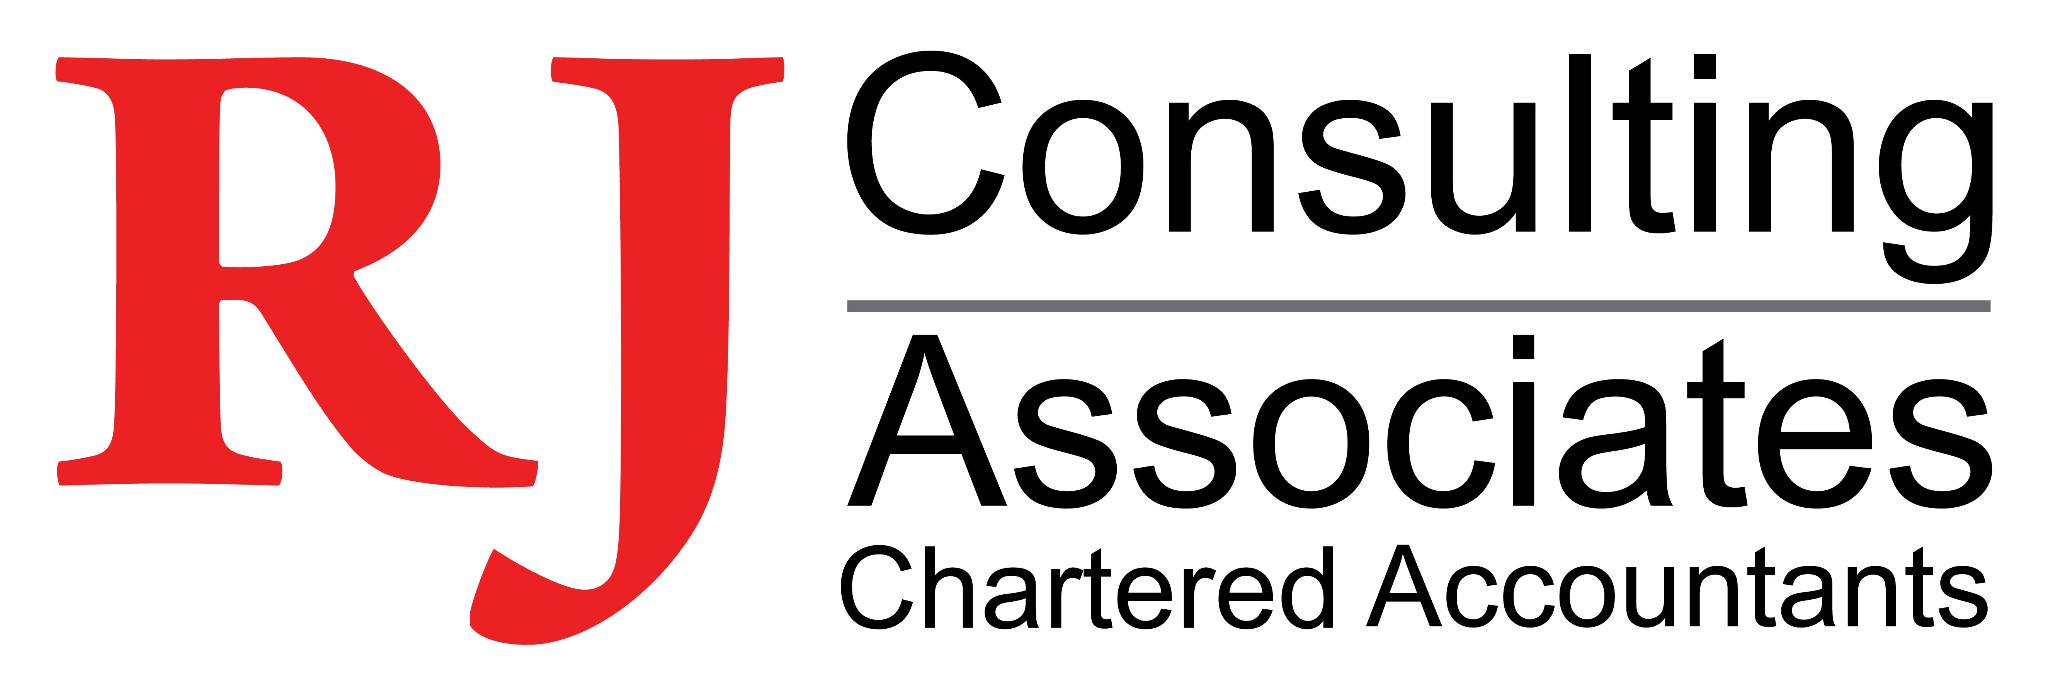 RJ
Consulting
Associates
Chartered Accountants